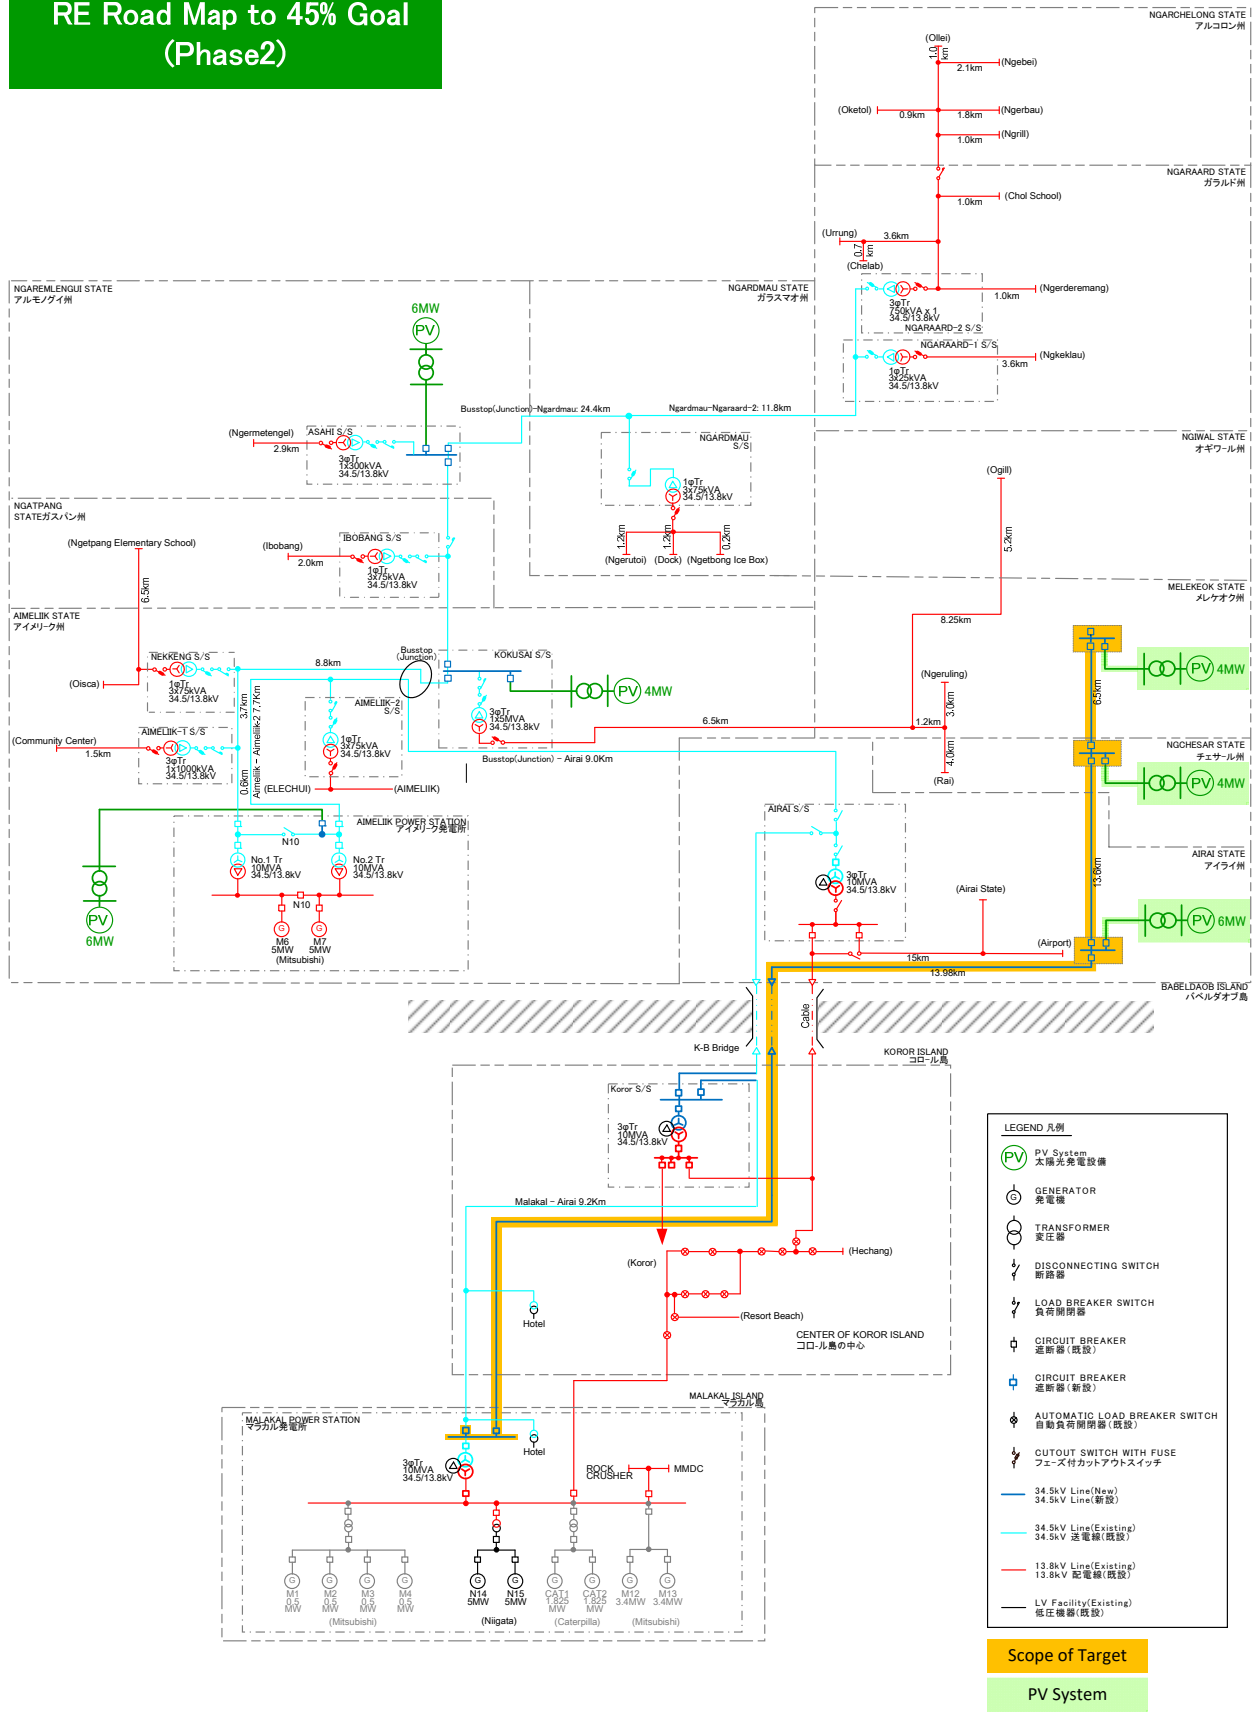 RE Road Map to 45% Goal
(Phase2)
NGARCHELONG STATE
アルコロン州
(Ollei)
1.0
km
2.1km
(Ngebei)
(Oketol)
0.9km
1.8km
(Ngerbau)
(Ngrill)
1.0km
NGARAARD STATE
ガラルド州
(Chol School)
1.0km
(Urrung)
3.6km
0.7
km
(Chelab)
(Ngerderemang)
1.0km
3φTr
750kVA x 1
34.5/13.8kV
NGARAARD-2 S/S
NGARAARD-1 S/S
(Ngkeklau)
3.6km
1φTr
3x25kVA
34.5/13.8kV
NGAREMLENGUI STATE
アルモノグイ州
NGARDMAU STATE
ガラスマオ州
6MW
PV
Busstop(Junction)-Ngardmau: 24.4km
Ngardmau-Ngaraard-2: 11.8km
(Ngermetengel)
2.9km
ASAHI S/S
3φTr
1x300kVA
34.5/13.8kV
NGARDMAU
S/S
1φTr
3x75kVA
34.5/13.8kV
1.2km
1.2km
0.2km
(Ngerutoi)
(Dock)
(Ngetbong Ice Box)
NGIWAL STATE
オギワール州
(Ogill)
5.2km
NGATPANG
STATEガスパン州
(Ngetpang Elementary School)
6.5km
(Ibobang)
2.0km
IBOBANG S/S
1φTr
3x75kVA
34.5/13.8kV
MELEKEOK STATE
メレケオク州
8.25km
AIMELIIK STATE
アイメリーク州
NEKKENG S/S
(Oisca)
1φTr
3x75kVA
34.5/13.8kV
8.8km
Busstop
(Junction)
KOKUSAI S/S
3φTr
1x5MVA
34.5/13.8kV
PV
4MW
(Ngeruling)
3.0km
6.5km
1.2km
4.0km
(Rai)
6.5km
PV
4MW
3.7km
Aimeliik - Aimeliik-2 7.7Km
0.6km
AIMELIIK-2
S/S
1φTr
3x75kVA
34.5/13.8kV
AIMELIIK-1 S/S
(Community Center)
1.5km
3φTr
1x1000kVA
34.5/13.8kV
(ELECHUI)
(AIMELIIK)
Busstop(Junction) - Airai 9.0Km
NGCHESAR STATE
チェサール州
PV
4MW
AIRAI S/S
3φTr
10MVA
34.5/13.8kV
AIRAI STATE
アイライ州
13.6km
(Airai State)
(Airport)
15km
13.98km
PV
6MW
AIMELIIK POWER STATION
アイメリーク発電所
N10
No.1 Tr
10MVA
34.5/13.8kV
No.2 Tr
10MVA
34.5/13.8kV
N10
G
G
M6
5MW
M7
5MW
(Mitsubishi)
PV
6MW
BABELDAOB ISLAND
バベルダオブ島
Cable
K-B Bridge
KOROR ISLAND
コロール島
Koror S/S
3φTr
10MVA
34.5/13.8kV
Malakal - Airai 9.2Km
(Koror)
(Hechang)
(Resort Beach)
CENTER OF KOROR ISLAND
コロール島の中心
Hotel
MALAKAL ISLAND
マラカル島
MALAKAL POWER STATION
マラカル発電所
3φTr
10MVA
34.5/13.8kV
Hotel
ROCK
CRUSHER
MMDC
G
G
G
G
G
G
G
G
G
G
M1
0.5
MW
M2
0.5
MW
M3
0.5
MW
M4
0.5
MW
N14
5MW
N15
5MW
CAT1
1.825
MW
CAT2
1.825
MW
M12
3.4MW
M13
3.4MW
(Mitsubishi)
(Niigata)
(Caterpilla)
(Mitsubishi)
LEGEND 凡例
PV
PV System
太陽光発電設備
G
GENERATOR
発電機
TRANSFORMER
変圧器
DISCONNECTING SWITCH
断路器
LOAD BREAKER SWITCH
負荷開閉器
CIRCUIT BREAKER
遮断器(既設)
CIRCUIT BREAKER
遮断器(新設)
AUTOMATIC LOAD BREAKER SWITCH
自動負荷開閉器(既設)
CUTOUT SWITCH WITH FUSE
フェーズ付カットアウトスイッチ
34.5kV Line(New)
34.5kV Line(新設)
34.5kV Line(Existing)
34.5kV 送電線(既設)
13.8kV Line(Existing)
13.8kV 配電線(既設)
LV Facility(Existing)
低圧機器(既設)
Scope of Target
PV System